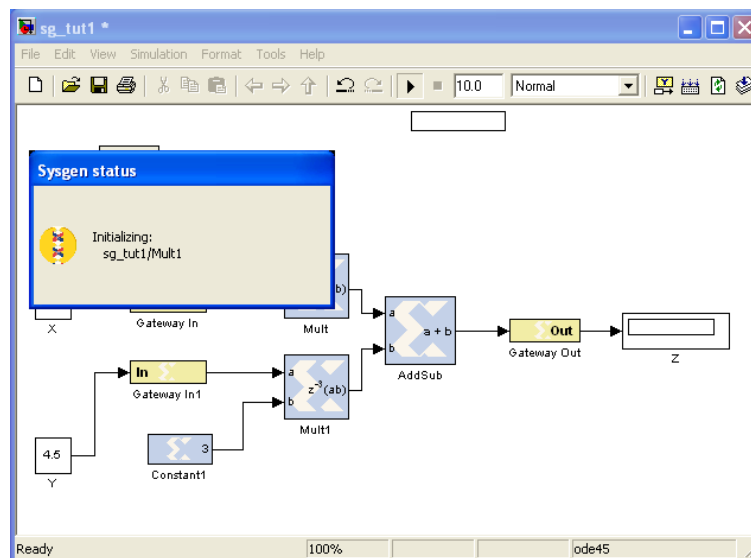 sg_tut1 *
File Edit View Simulation Format Tools Help
10.0 Normal
Sysgen status
Initializing:
sg_tut1/Mult1
b)
X
Gateway In
Mult
a
b
a + b
AddSub
Out
Gateway Out
Z
In
Gateway In1
a
b
z⁻³(ab)
Mult1
4.5
Y
3
Constant1
Ready 100% ode45